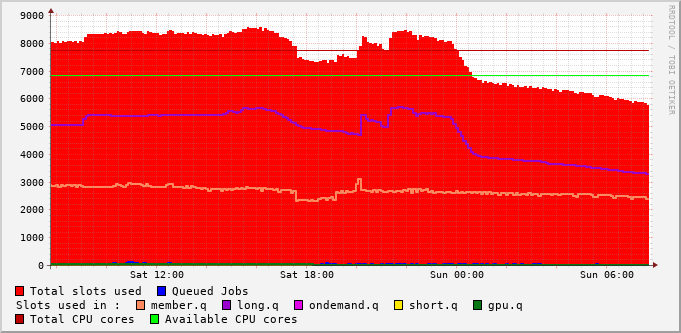 RRDTOOL / TOBI OETIKER
9000
8000
7000
6000
5000
4000
3000
2000
1000
0
Sat 12:00 Sat 18:00 Sun 00:00 Sun 06:00
Total slots used Queued Jobs
Slots used in : member.q long.q ondemand.q short.q gpu.q
Total CPU cores Available CPU cores